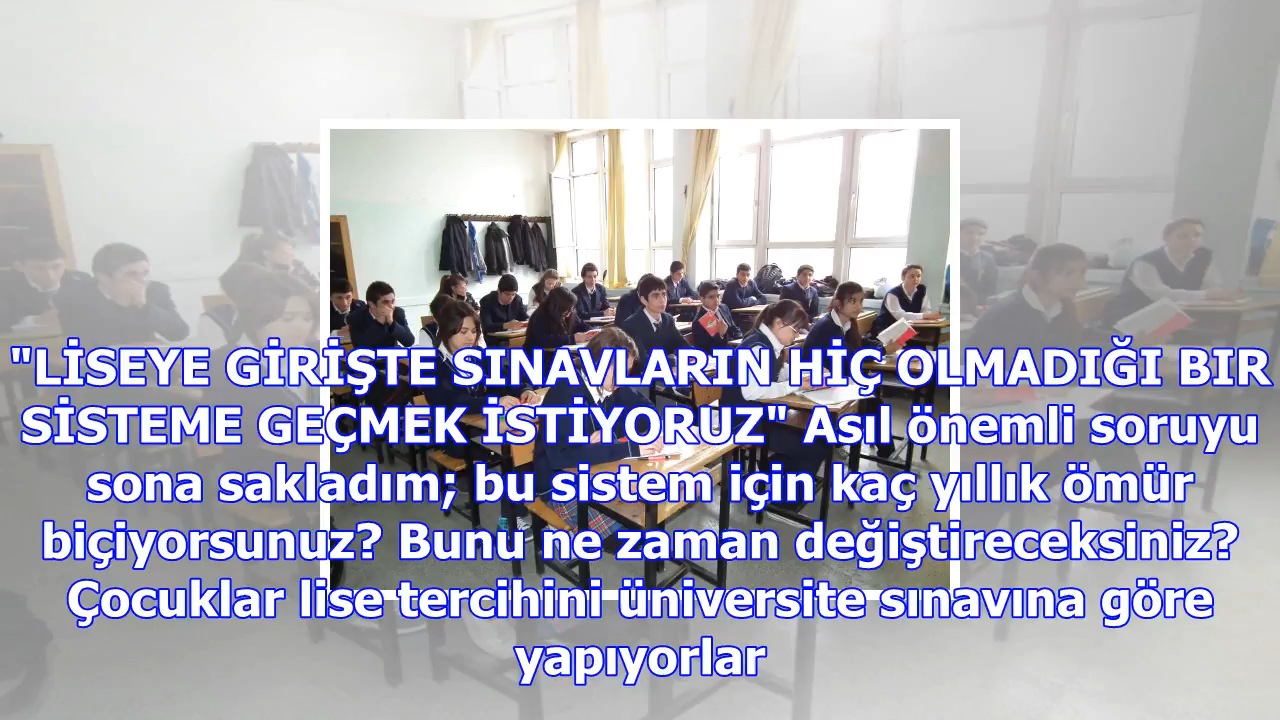 "LİSEYE GİRİŞTE SINAVLARIN HİÇ OLMADIĞI BIR
SİSTEME GEÇMEK İSTİYORUZ" Asıl önemli soruyu
sona sakladım; bu sistem için kaç yıllık ömür
biçiyorsunuz? Bunu ne zaman değiştireceksiniz?
Çocuklar lise tercihini üniversite sınavına göre
yapıyorlar